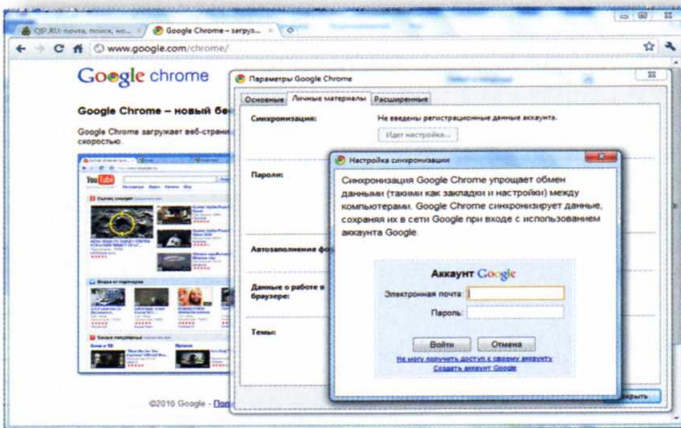 QIP.RU: почта, поиск, но...
Google Chrome – загруз...
www.google.com/chrome/
Google chrome
Google Chrome – новый бе
Google Chrome загружает веб-страни
скоростью.
YouTube
©2010 Google - Пол
Параметры Google Chrome
Основные Личные материалы Расширенные
Синхронизация:
Не введены регистрационные данные аккаунта.
Идет настройка...
Пароли:
Автозаполнение фо
Данные о работе в
браузере:
Темы:
Настройка синхронизации
Синхронизация Google Chrome упрощает обмен
данными (такими как закладки и настройки) между
компьютерами. Google Chrome синхронизирует данные,
сохраняя их в сети Google при входе с использованием
аккаунта Google.
Аккаунт Google
Электронная почта:
Пароль:
Войти Отмена
Не могу получить доступ к своему аккаунту
Создать аккаунт Google
крыть